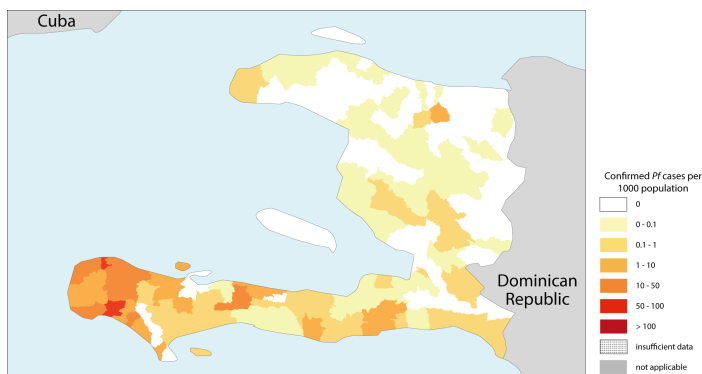 Cuba
Confirmed Pf cases per
1000 population
0
0 - 0.1
0.1 - 1
1 - 10
10 - 50
50 - 100
> 100
insufficient data
not applicable
Dominican
Republic